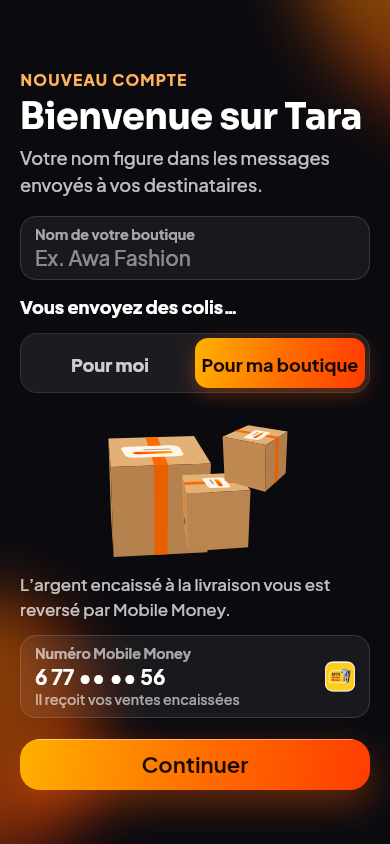 NOUVEAU COMPTE
Bienvenue sur Tara
Votre nom figure dans les messages
envoyés à vos destinataires.
Nom de votre boutique
Ex. Awa Fashion
Vous envoyez des colis…
Pour moi
Pour ma boutique
L’argent encaissé à la livraison vous est
reversé par Mobile Money.
Numéro Mobile Money
6 77 •• •• 56
Il reçoit vos ventes encaissées
Continuer